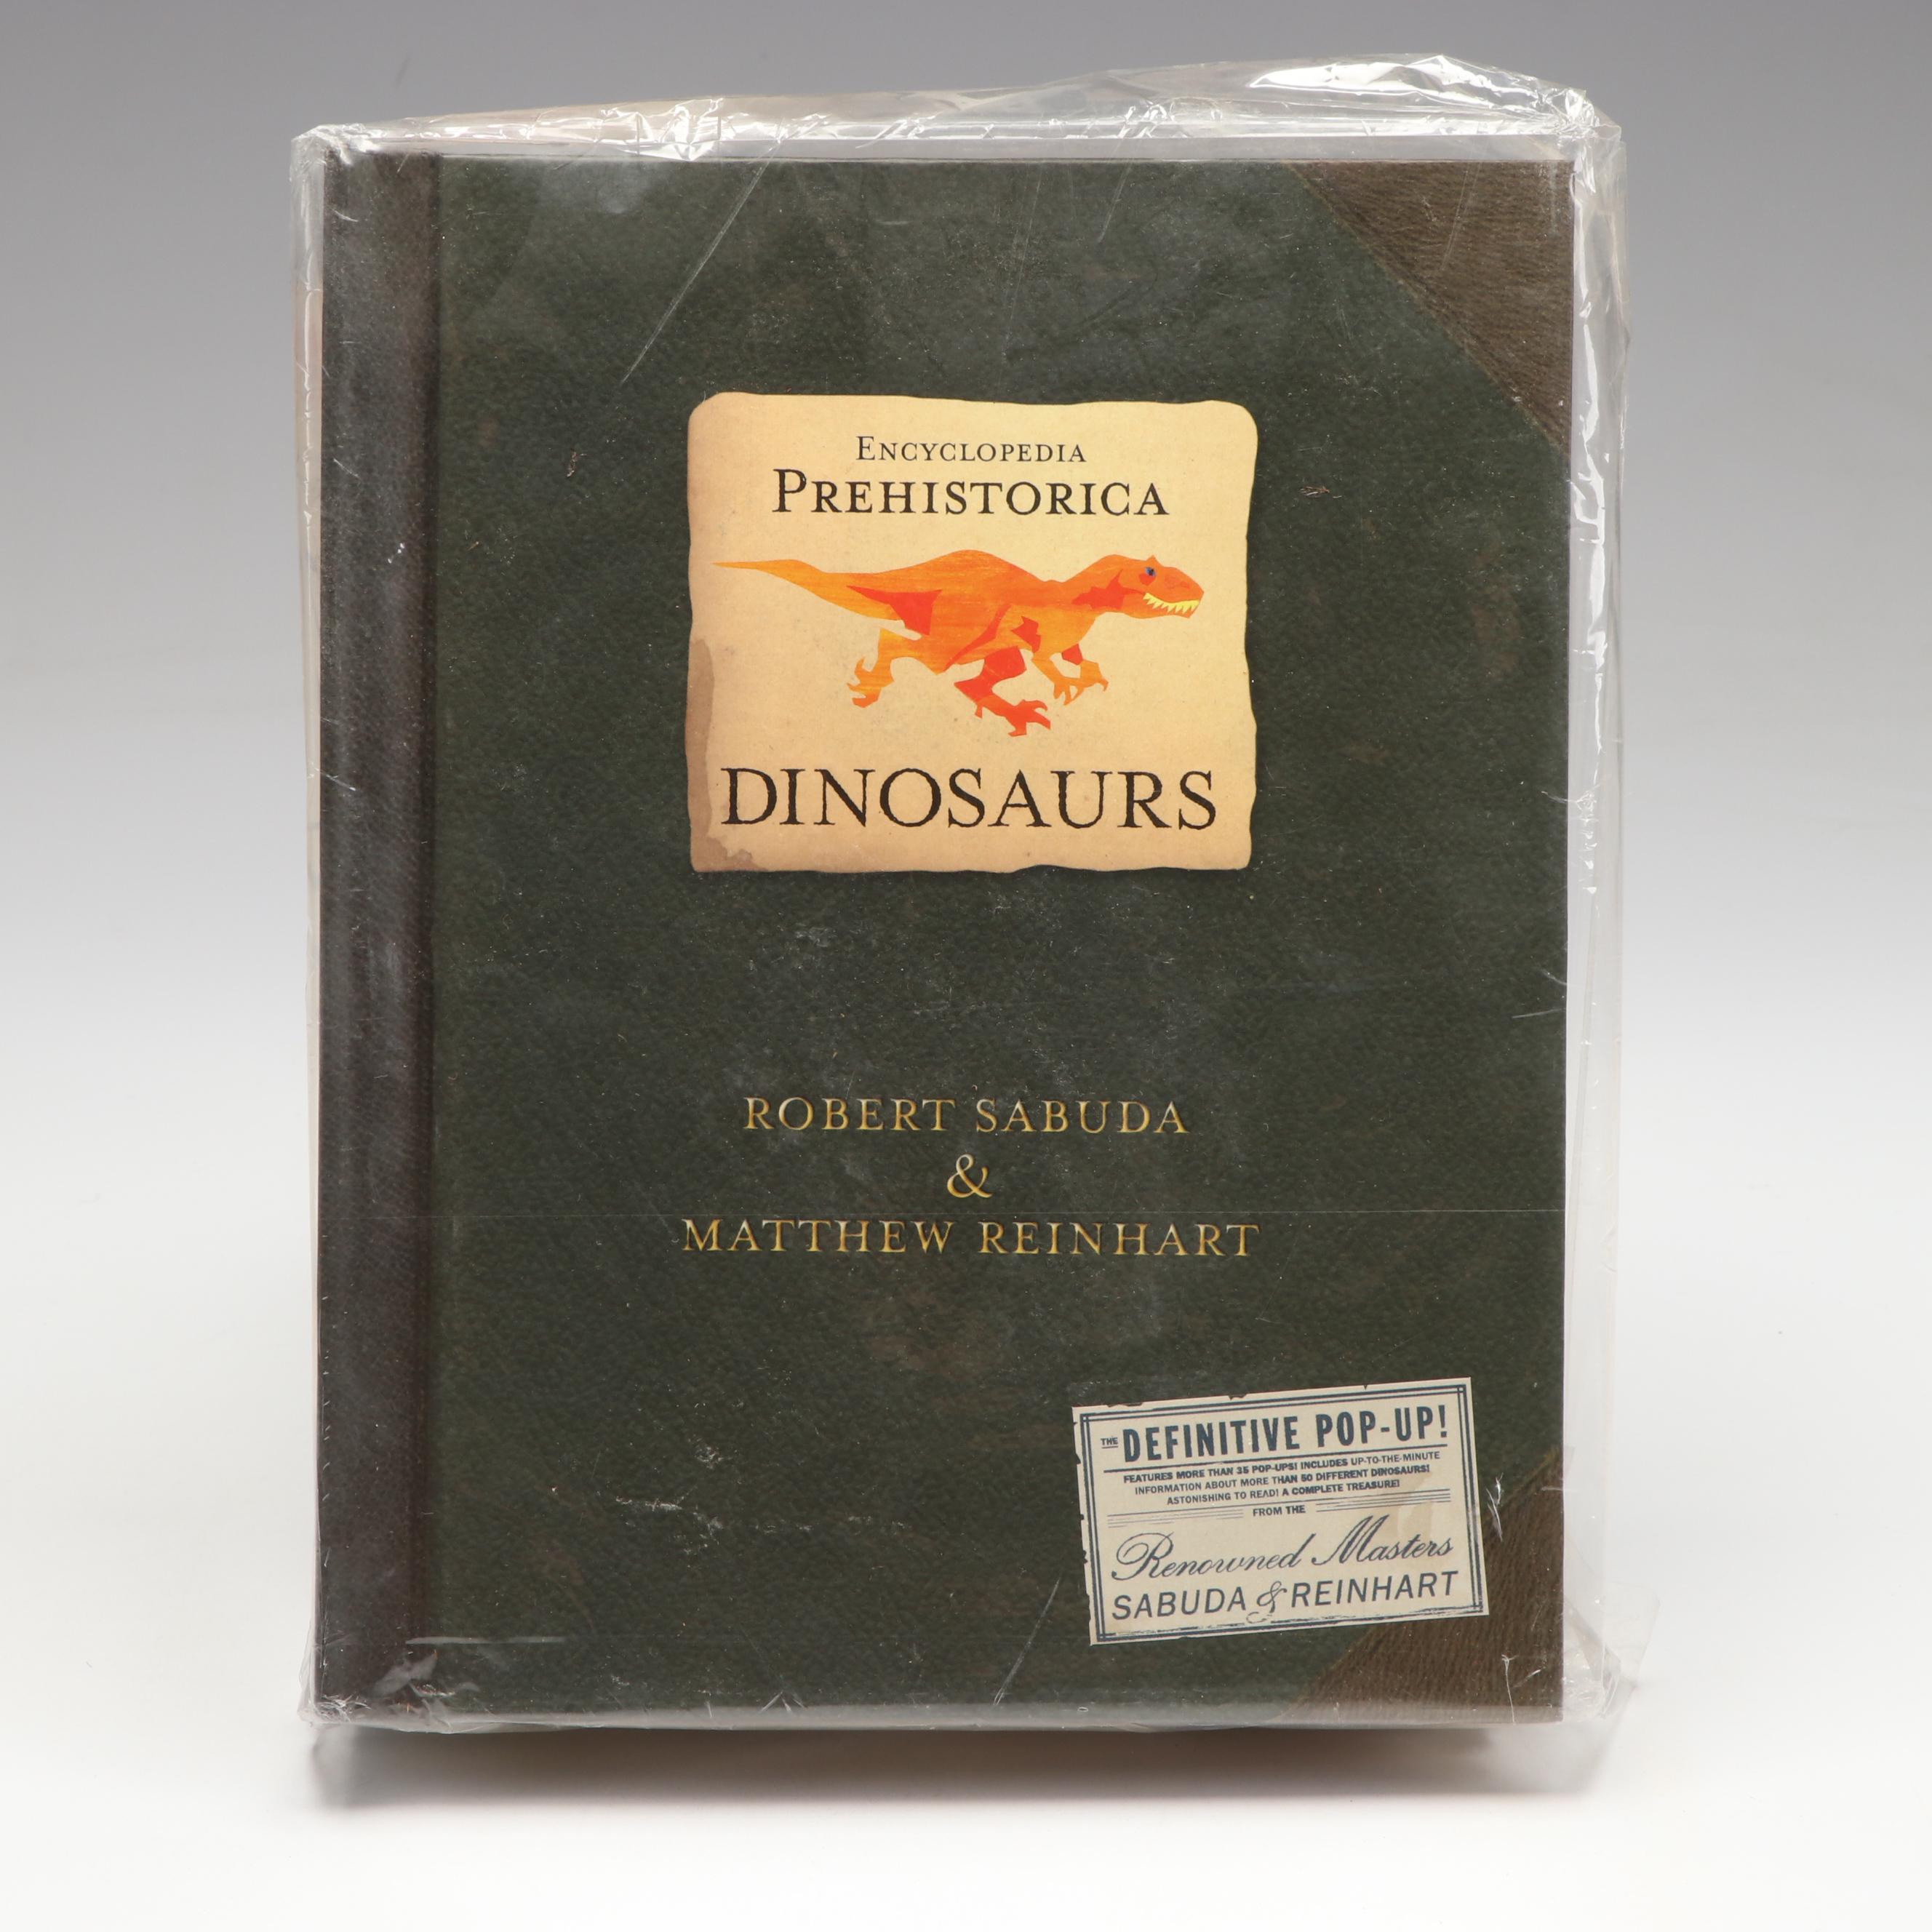 ENCYCLOPEDIA
PREHISTORICA
DINOSAURS
ROBERT SABUDA
&
MATTHEW REINHART
THE DEFINITIVE POP-UP!
FEATURES MORE THAN 35 POP-UPS! INCLUDES UP-TO-THE-MINUTE
INFORMATION ABOUT MORE THAN 50 DIFFERENT DINOSAURS!
ASTONISHING TO READ! A COMPLETE TREASURE!
FROM THE
Renowned Masters
SABUDA & REINHART